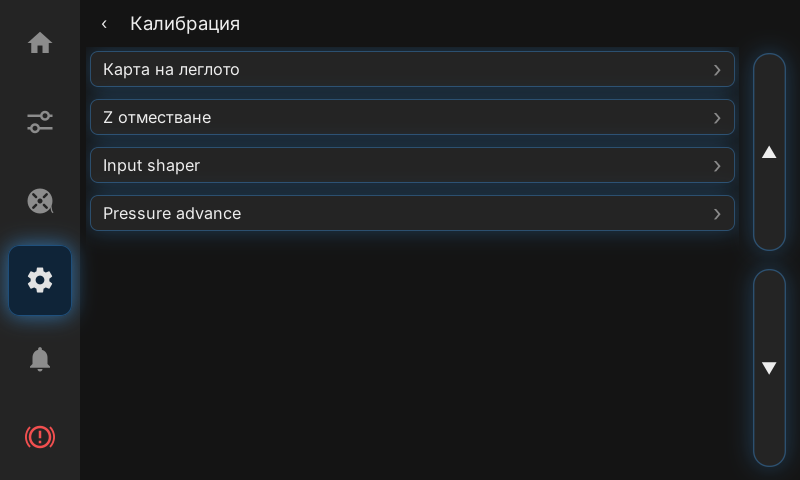 Калибрация
Карта на леглото
Z отместване
Input shaper
Pressure advance